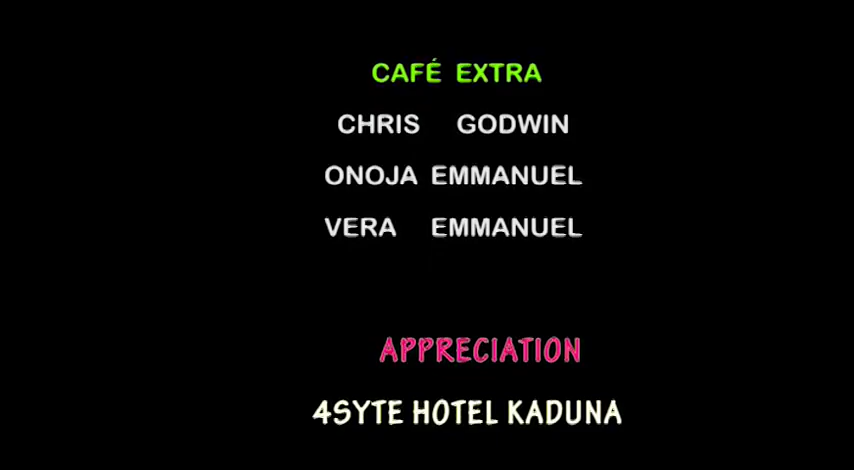 CAFÉ EXTRA
CHRIS GODWIN
ONOJA EMMANUEL
VERA EMMANUEL
APPRECIATION
4SYTE HOTEL KADUNA